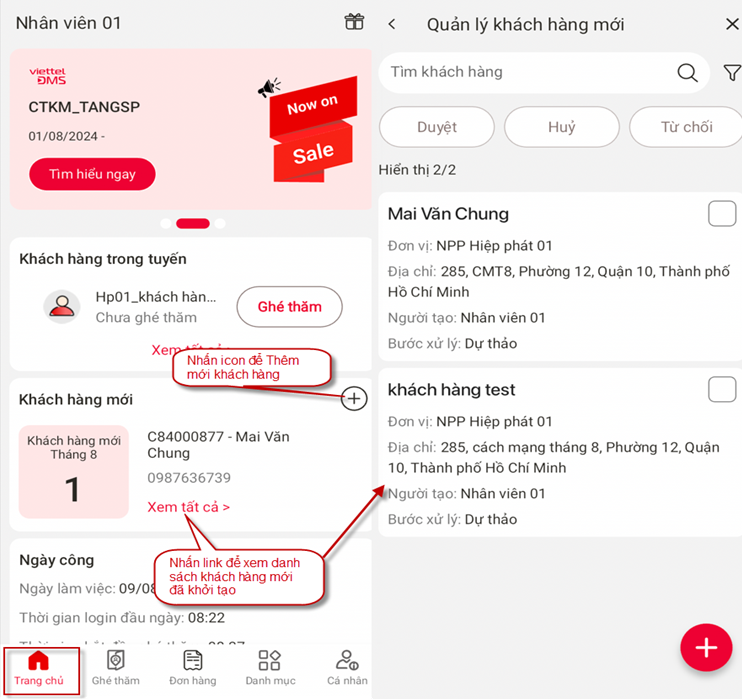 Nhân viên 01
viettel
DMS
CTKM_TANGSP
01/08/2024 -
Tìm hiểu ngay
Now on
Sale
Khách hàng trong tuyến
Hp01_khách hàn...
Chưa ghé thăm
Ghé thăm
Xem tất cả >
Nhấn icon để Thêm
mới khách hàng
Khách hàng mới
Khách hàng mới
Tháng 8
1
C84000877 - Mai Văn
Chung
0987636739
Xem tất cả >
Nhấn link để xem danh
sách khách hàng mới
đã khởi tạo
Ngày công
Ngày làm việc: 09/08
Thời gian login đầu ngày: 08:22
Trang chủ
Ghé thăm
Đơn hàng
Danh mục
Cá nhân
Quản lý khách hàng mới
Tìm khách hàng
Duyệt
Huỷ
Từ chối
Hiển thị 2/2
Mai Văn Chung
Đơn vị: NPP Hiệp phát 01
Địa chỉ: 285, CMT8, Phường 12, Quận 10, Thành phố
Hồ Chí Minh
Người tạo: Nhân viên 01
Bước xử lý: Dự thảo
khách hàng test
Đơn vị: NPP Hiệp phát 01
Địa chỉ: 285, cách mạng tháng 8, Phường 12, Quận
10, Thành phố Hồ Chí Minh
Người tạo: Nhân viên 01
Bước xử lý: Dự thảo